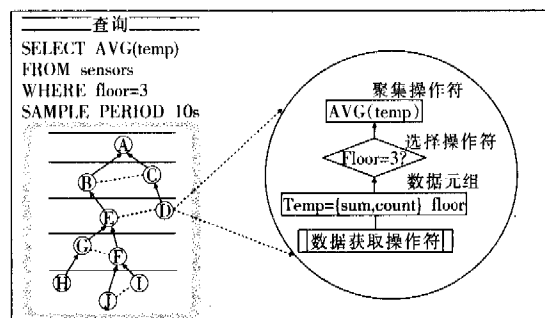 查询
SELECT AVG(temp)
FROM sensors
WHERE floor=3
SAMPLE PERIOD 10s
A
B
C
E
D
G
F
H
I
J
聚集操作符
AVG(temp)
选择操作符
Floor=3?
数据元组
Temp={sum,count} floor
数据获取操作符